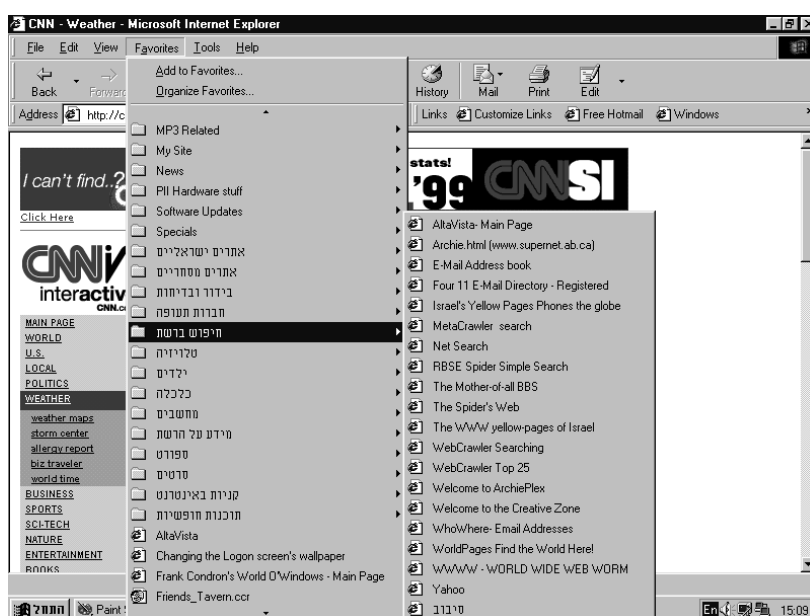 CNN - Weather - Microsoft Internet Explorer
File Edit View Favorites Tools Help
Back Forward History Mail Print Edit
Address http://c Links Customize Links Free Hotmail Windows
Add to Favorites...
Organize Favorites...
MP3 Related
My Site
News
PII Hardware stuff
Software Updates
Specials
אתרים ישראליים
אתרים מסחריים
בידור ובדיחות
חברות תעופה
חיפוש ברשת
טלויזיה
ילדים
כלכלה
מחשבים
מידע על הרשת
ספורט
סרטים
קניות באינטרנט
תוכנות חופשיות
AltaVista
Changing the Logon screen's wallpaper
Frank Condron's World O'Windows - Main Page
Friends_Tavern.ccr
AltaVista- Main Page
Archie.html (www.supernet.ab.ca)
E-Mail Address book
Four 11 E-Mail Directory - Registered
Israel's Yellow Pages Phones the globe
MetaCrawler search
Net Search
RBSE Spider Simple Search
The Mother-of-all BBS
The Spider's Web
The WWW yellow-pages of Israel
WebCrawler Searching
WebCrawler Top 25
Welcome to ArchiePlex
Welcome to the Creative Zone
WhoWhere- Email Addresses
WorldPages Find the World Here!
WWWW - WORLD WIDE WEB WORM
Yahoo
סיבוב
I can't find..?
Click Here
stats!
'99 CNNSI
CNNi
interactiv
CNN.c
MAIN PAGE
WORLD
U.S.
LOCAL
POLITICS
WEATHER
weather maps
storm center
allergy report
biz traveler
world time
BUSINESS
SPORTS
SCI-TECH
NATURE
ENTERTAINMENT
BOOKS
התחל Paint En 15:09